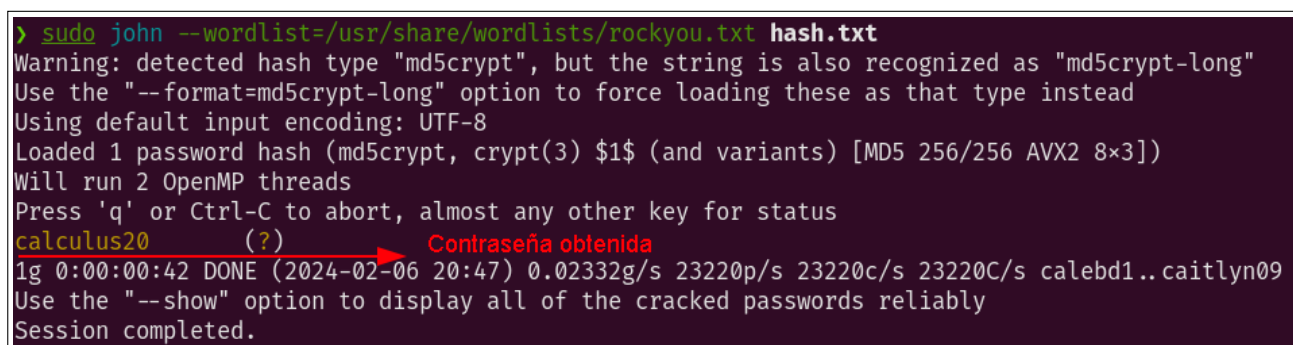 ❯ sudo john --wordlist=/usr/share/wordlists/rockyou.txt hash.txt
Warning: detected hash type "md5crypt", but the string is also recognized as "md5crypt-long"
Use the "--format=md5crypt-long" option to force loading these as that type instead
Using default input encoding: UTF-8
Loaded 1 password hash (md5crypt, crypt(3) $1$ (and variants) [MD5 256/256 AVX2 8×3])
Will run 2 OpenMP threads
Press 'q' or Ctrl-C to abort, almost any other key for status
calculus20       (?) Contraseña obtenida
1g 0:00:00:42 DONE (2024-02-06 20:47) 0.02332g/s 23220p/s 23220c/s 23220C/s calebd1..caitlyn09
Use the "--show" option to display all of the cracked passwords reliably
Session completed.